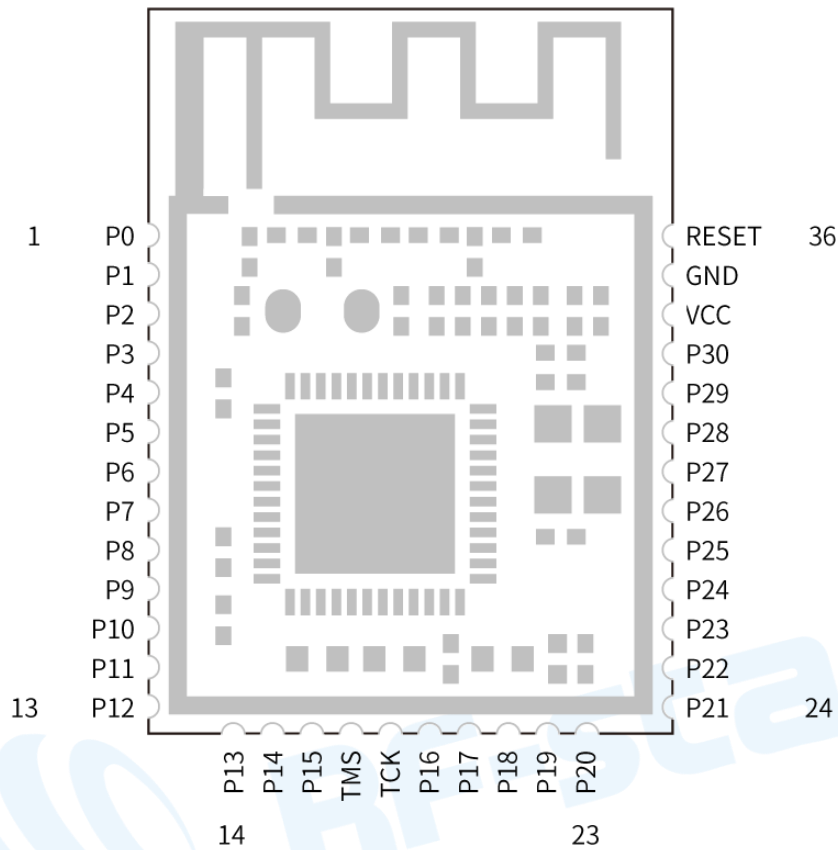 1 P0 RESET 36
P1 GND
P2 VCC
P3 P30
P4 P29
P5 P28
P6 P27
P7 P26
P8 P25
P9 P24
P10 P23
P11 P22
13 P12 P21 24
P13 P14 P15 TMS TCK P16 P17 P18 P19 P20
14 23
RF-sta